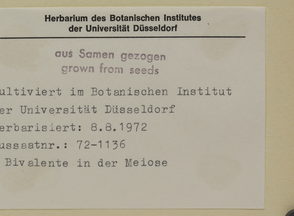 Herbarium des Botanischen Institutes
der Universität Düsseldorf
aus Samen gezogen
grown from seeds
ultiviert im Botanischen Institut
er Universität Düsseldorf
erbarisiert: 8.8.1972
ussaatnr.: 72-1136
Bivalente in der Meiose